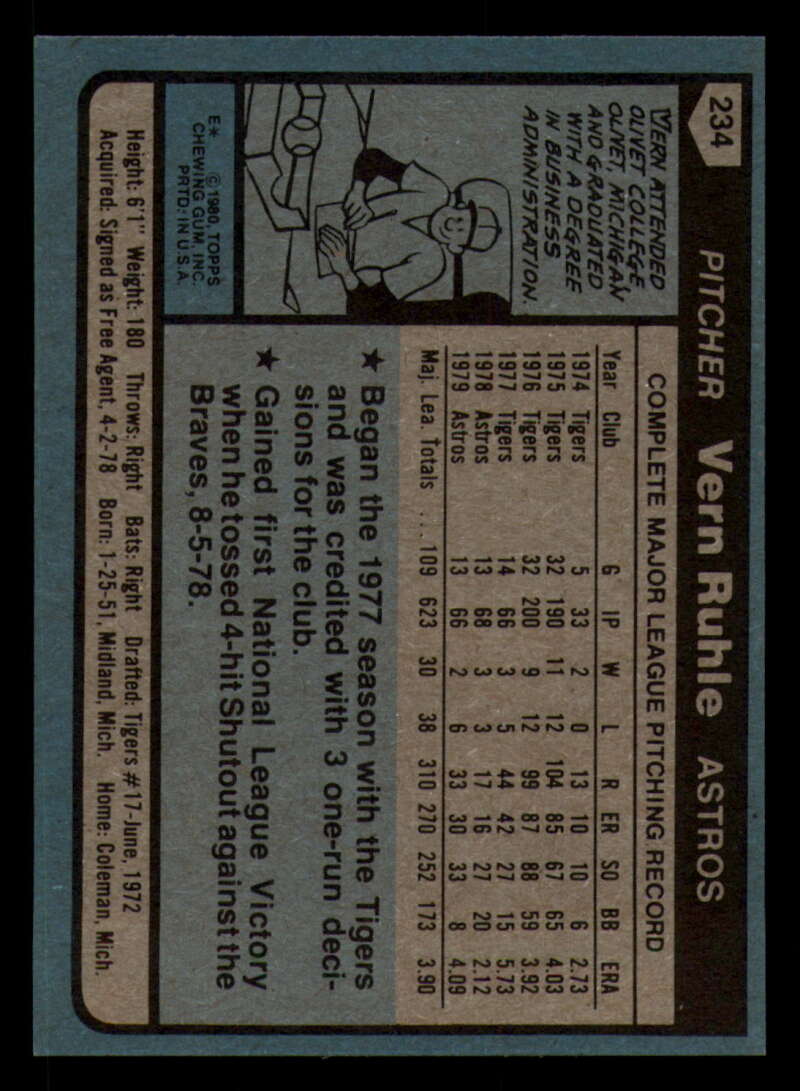 234
PITCHER Vern Ruhle ASTROS
VERN ATTENDED
OLIVET COLLEGE,
OLIVET, MICHIGAN
AND GRADUATED
WITH A DEGREE
IN BUSINESS
ADMINISTRATION.
E* © 1980 TOPPS
CHEWING GUM, INC.
PRTD. IN U.S.A.
COMPLETE MAJOR LEAGUE PITCHING RECORD
Year Club G IP W L R ER SO BB ERA
1974 Tigers 5 33 2 0 13 10 10 6 2.73
1975 Tigers 32 190 11 12 104 85 67 65 4.03
1976 Tigers 32 200 9 12 99 87 88 59 3.92
1977 Tigers 14 66 3 5 44 42 27 15 5.73
1978 Astros 13 68 3 3 17 16 27 20 2.12
1979 Astros 13 66 2 6 33 30 33 8 4.09
Maj. Lea. Totals ... 109 623 30 38 310 270 252 173 3.90
★ Began the 1977 season with the Tigers
and was credited with 3 one-run deci-
sions for the club.
★ Gained first National League Victory
when he tossed 4-hit Shutout against the
Braves, 8-5-78.
Height: 6'1" Weight: 180 Throws: Right Bats: Right Drafted: Tigers #17-June, 1972
Acquired: Signed as Free Agent, 4-2-78 Born: 1-25-51, Midland, Mich. Home: Coleman, Mich.